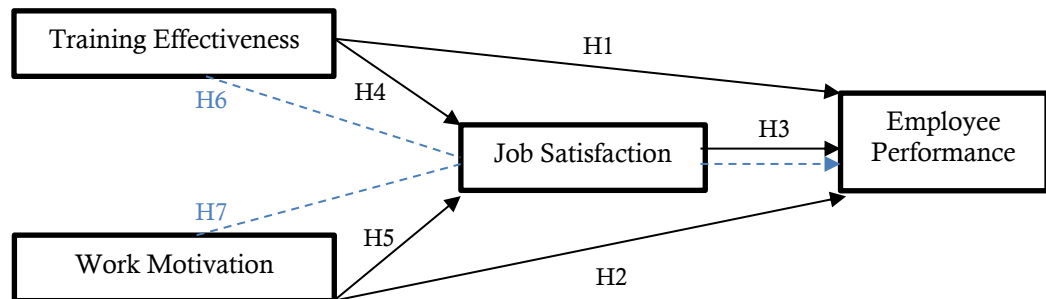 Training Effectiveness
H1
H4
H6
Employee
Performance
H3
Job Satisfaction
H7
H5
Work Motivation
H2